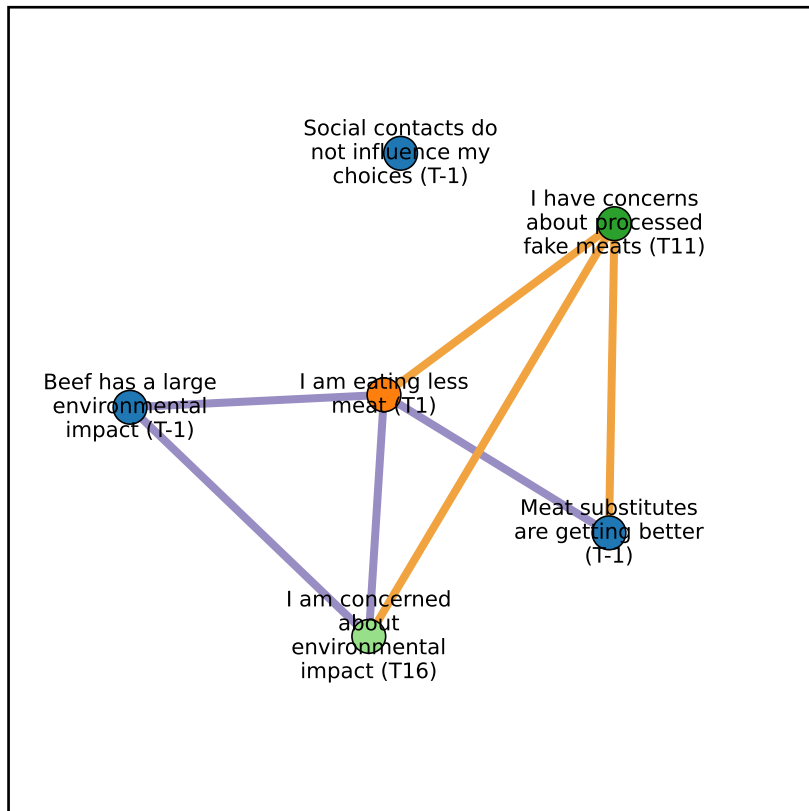 Social contacts do
not influence my
choices (T-1)
I have concerns
about processed
fake meats (T11)
Beef has a large
environmental
impact (T-1)
I am eating less
meat (T1)
Meat substitutes
are getting better
(T-1)
I am concerned
about
environmental
impact (T16)